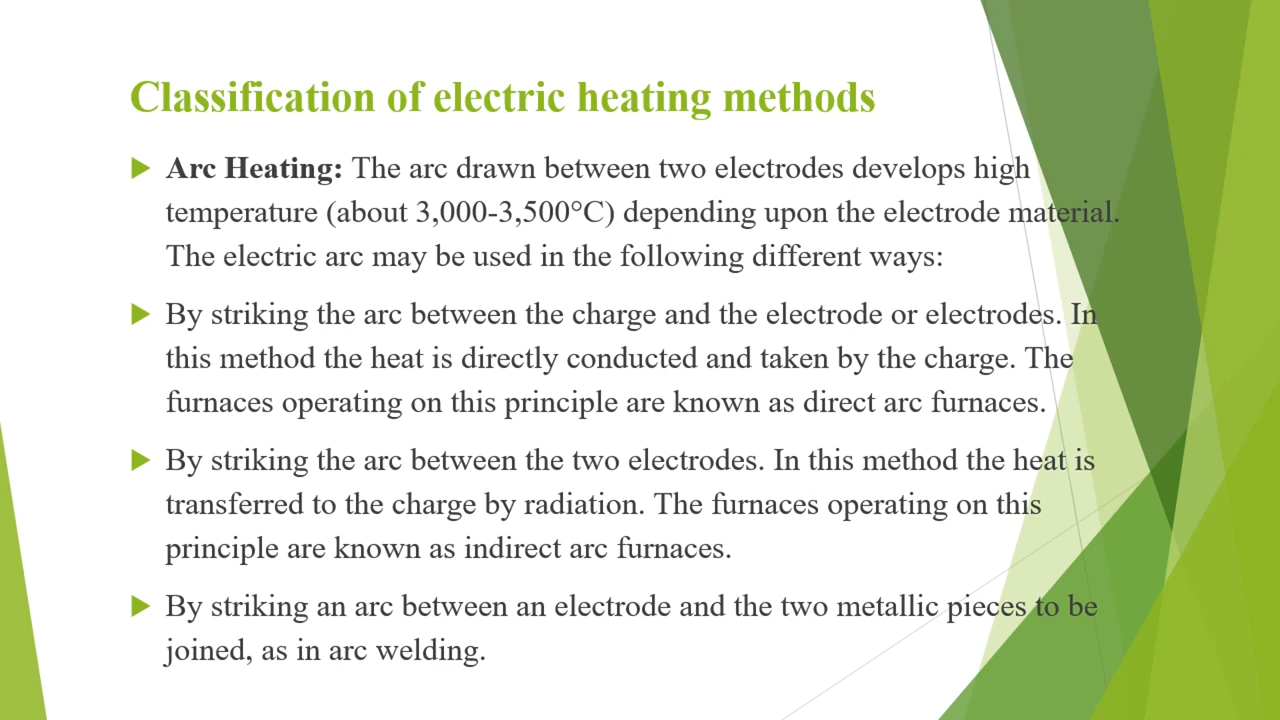 Classification of electric heating methods
Arc Heating: The arc drawn between two electrodes develops high
temperature (about 3,000-3,500°C) depending upon the electrode material.
The electric arc may be used in the following different ways:
By striking the arc between the charge and the electrode or electrodes. In
this method the heat is directly conducted and taken by the charge. The
furnaces operating on this principle are known as direct arc furnaces.
By striking the arc between the two electrodes. In this method the heat is
transferred to the charge by radiation. The furnaces operating on this
principle are known as indirect arc furnaces.
By striking an arc between an electrode and the two metallic pieces to be
joined, as in arc welding.